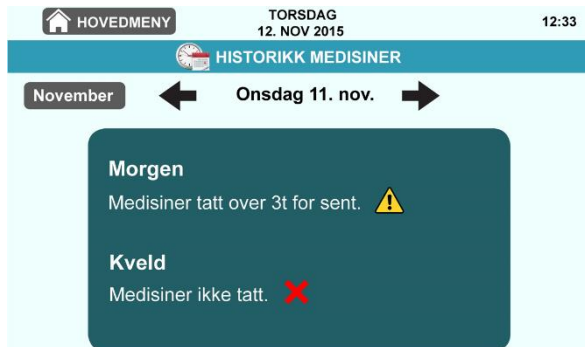 HOVEDMENY
TORSDAG
12. NOV 2015
12:33
HISTORIKK MEDISINER
November
Onsdag 11. nov.
Morgen
Medisiner tatt over 3t for sent.
Kveld
Medisiner ikke tatt.